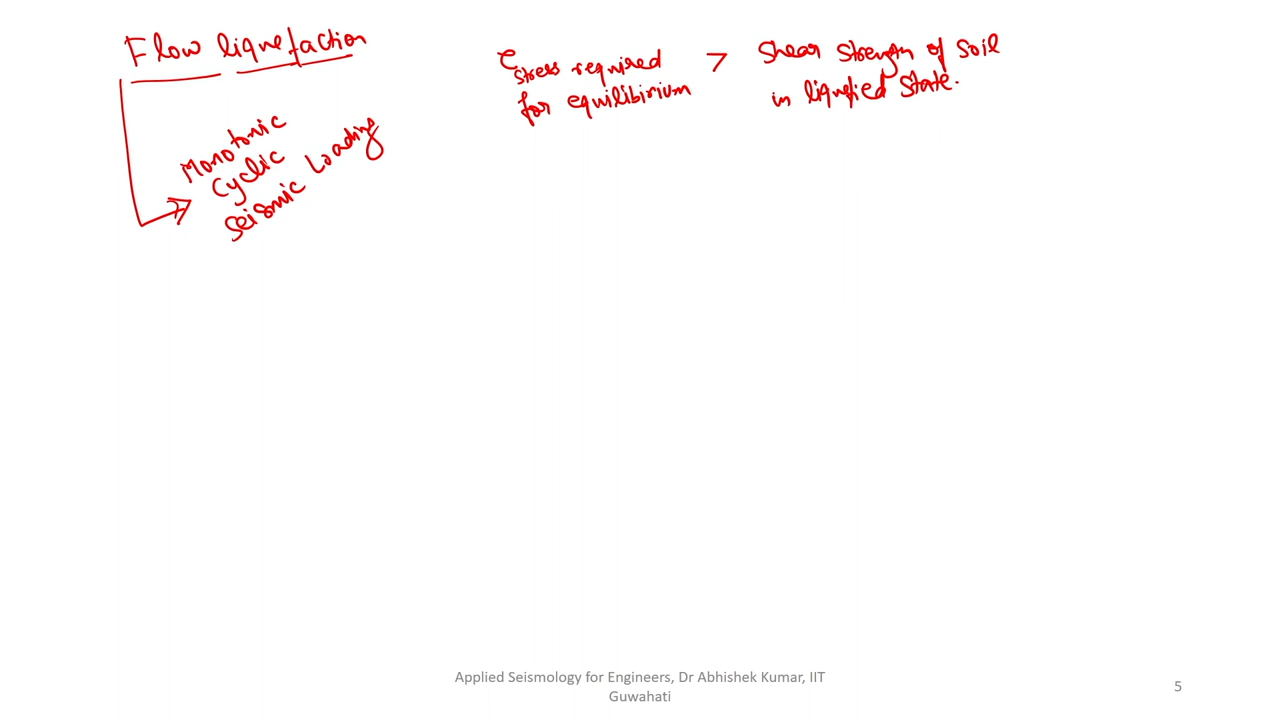 Flow liquefaction
Monotonic
Cyclic
Seismic Loading
τ stress required > Shear Strength of Soil
for equilibirium in liquefied State.
Applied Seismology for Engineers, Dr Abhishek Kumar, IIT
Guwahati
5